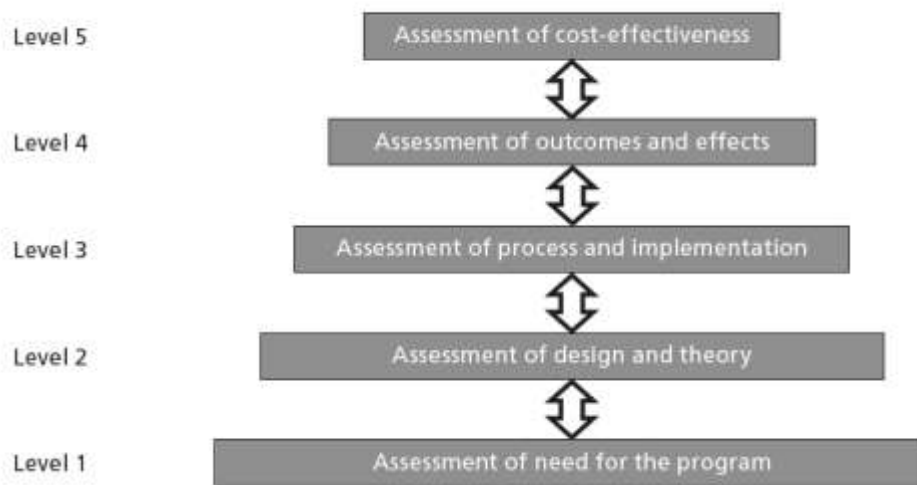 Level 5 Assessment of cost-effectiveness
Level 4 Assessment of outcomes and effects
Level 3 Assessment of process and implementation
Level 2 Assessment of design and theory
Level 1 Assessment of need for the program